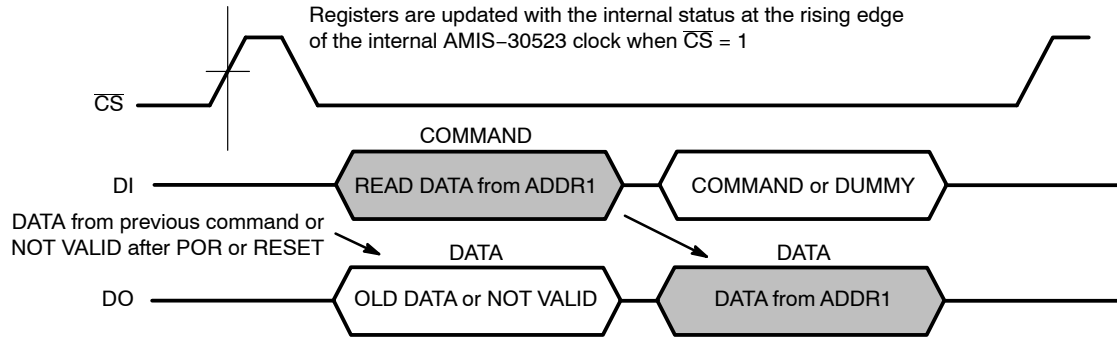 Registers are updated with the internal status at the rising edge
of the internal AMIS−30523 clock when C̅S̅ = 1
C̅S̅
COMMAND
DI
READ DATA from ADDR1
COMMAND or DUMMY
DATA from previous command or
NOT VALID after POR or RESET
DATA
DATA
DO
OLD DATA or NOT VALID
DATA from ADDR1